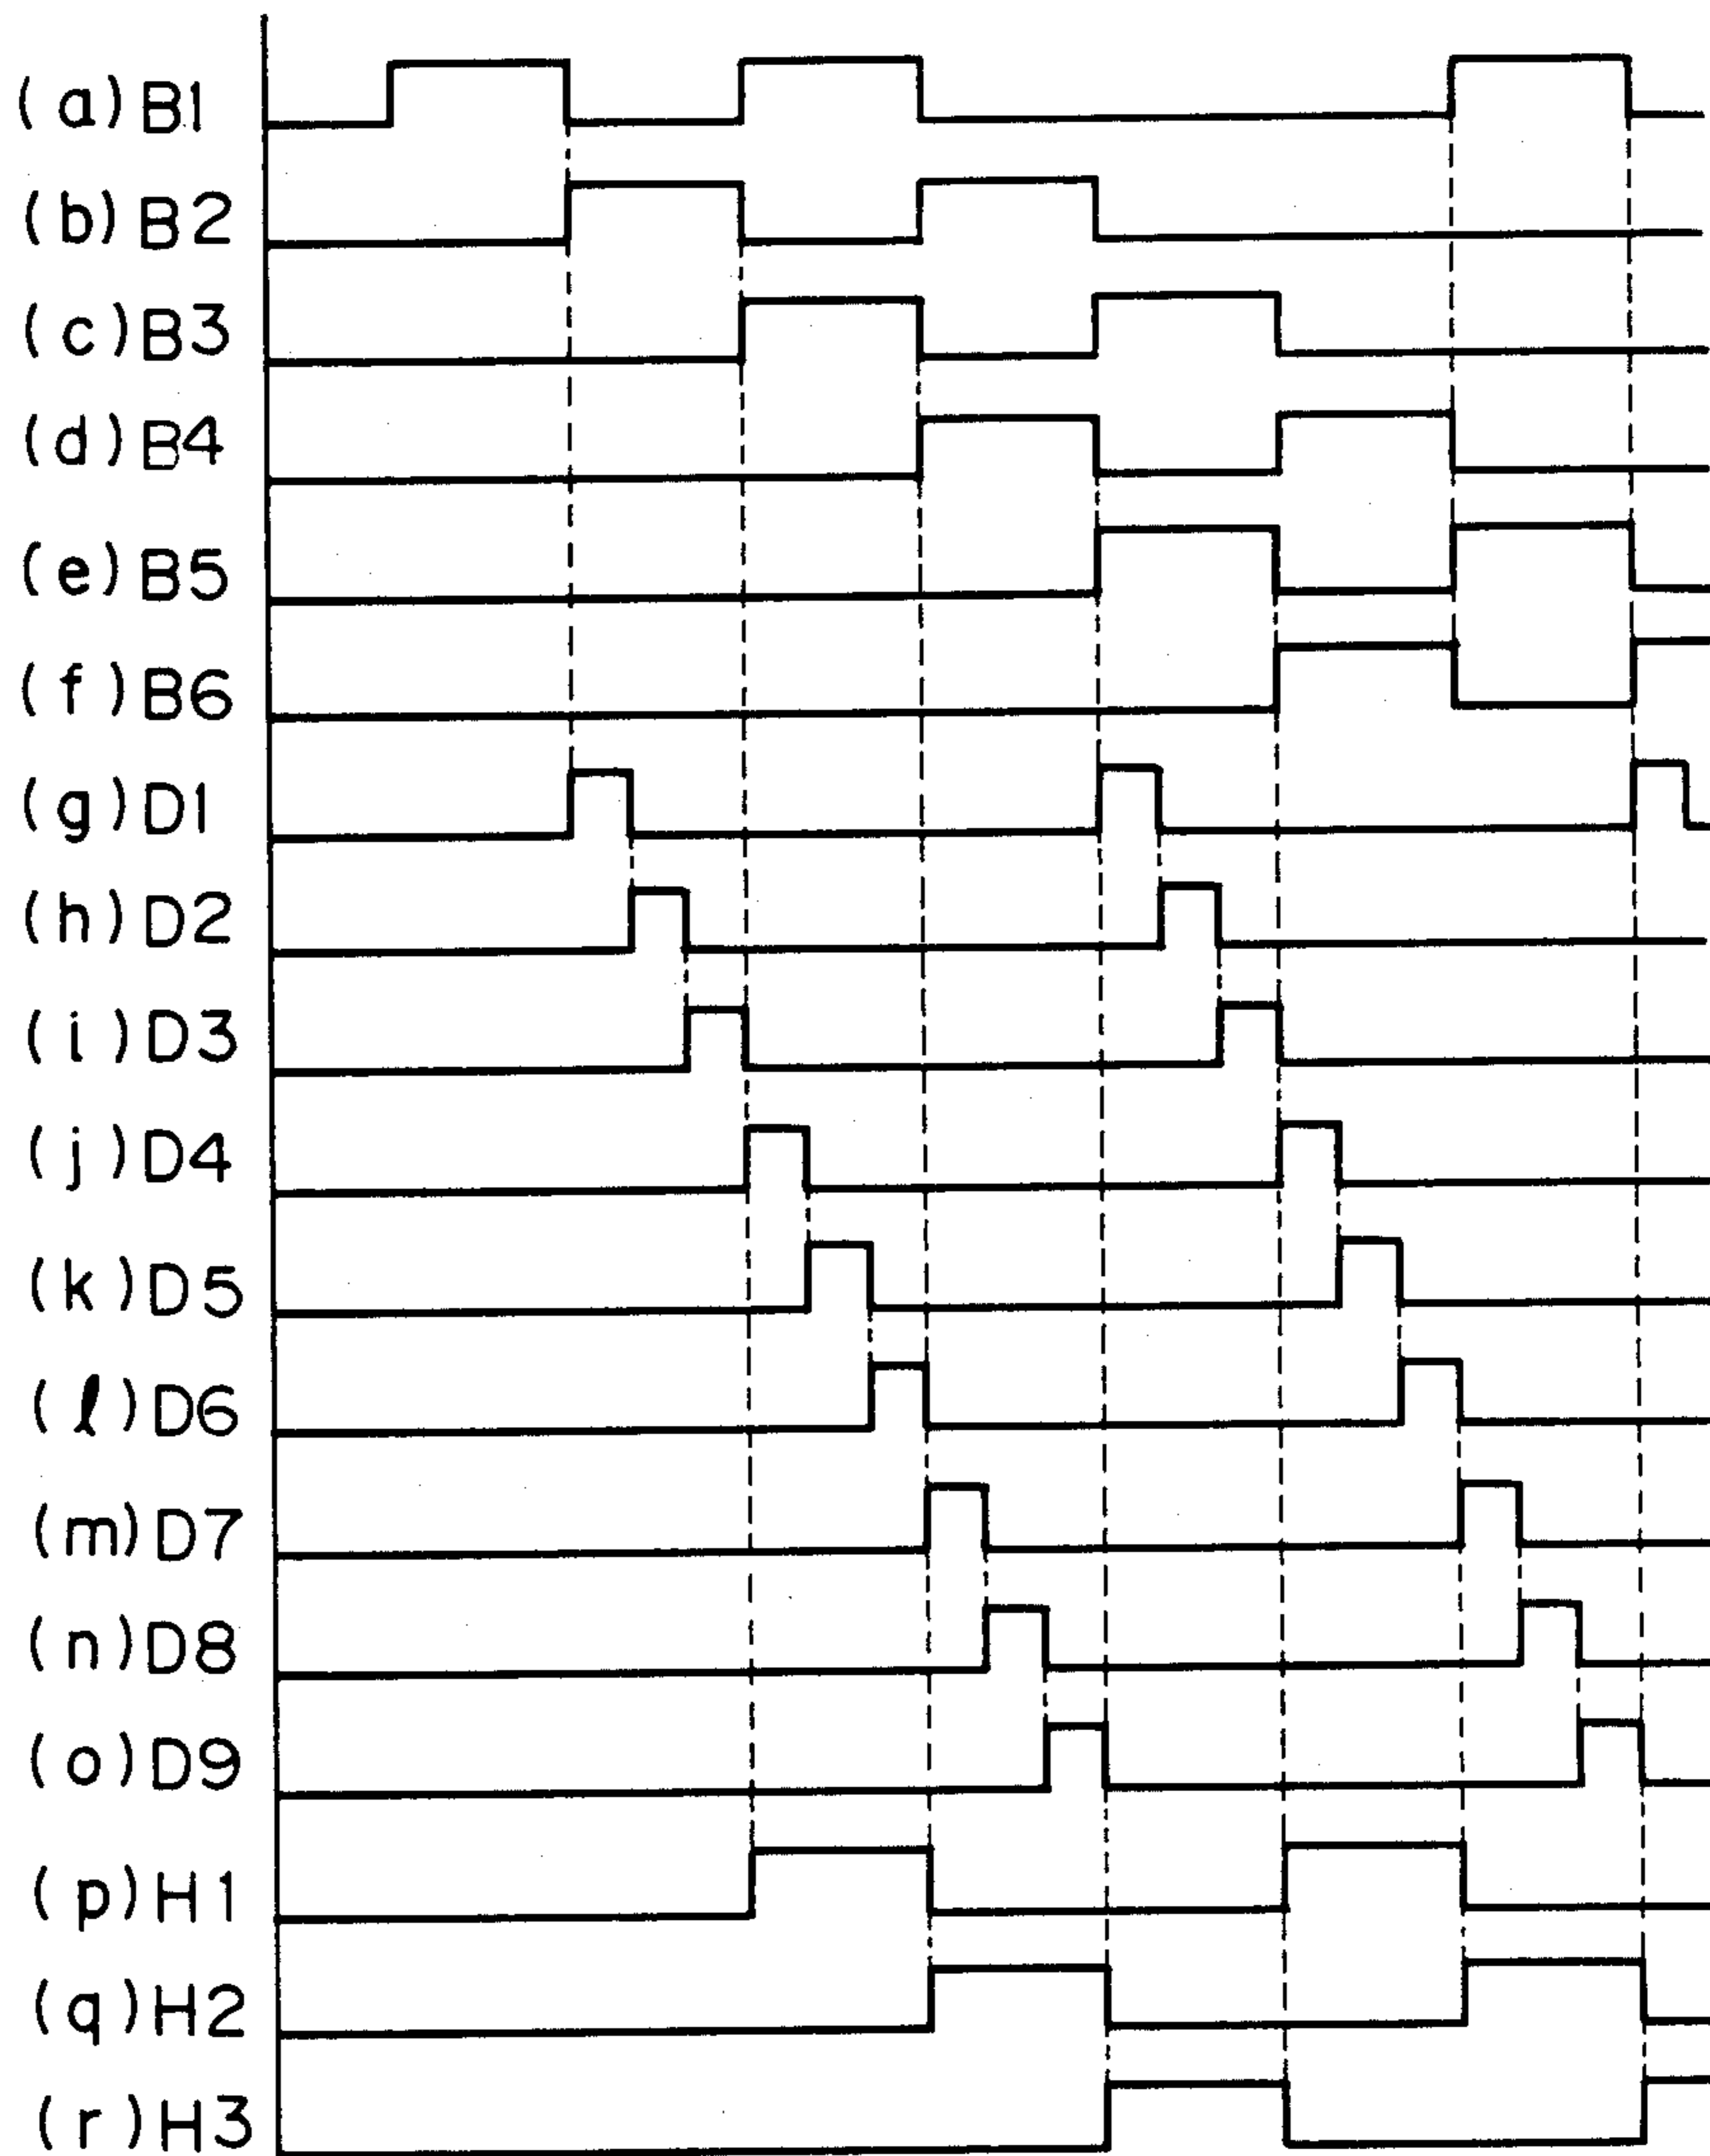 (a) B1
(b) B2
(c) B3
(d) B4
(e) B5
(f) B6
(g) D1
(h) D2
(i) D3
(j) D4
(k) D5
(l) D6
(m) D7
(n) D8
(o) D9
(p) H1
(q) H2
(r) H3